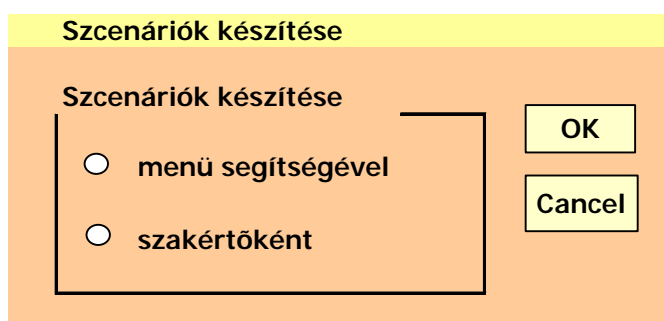 Szcenáriók készítése
Szcenáriók készítése
menü segítségével
szakértõként
OK
Cancel